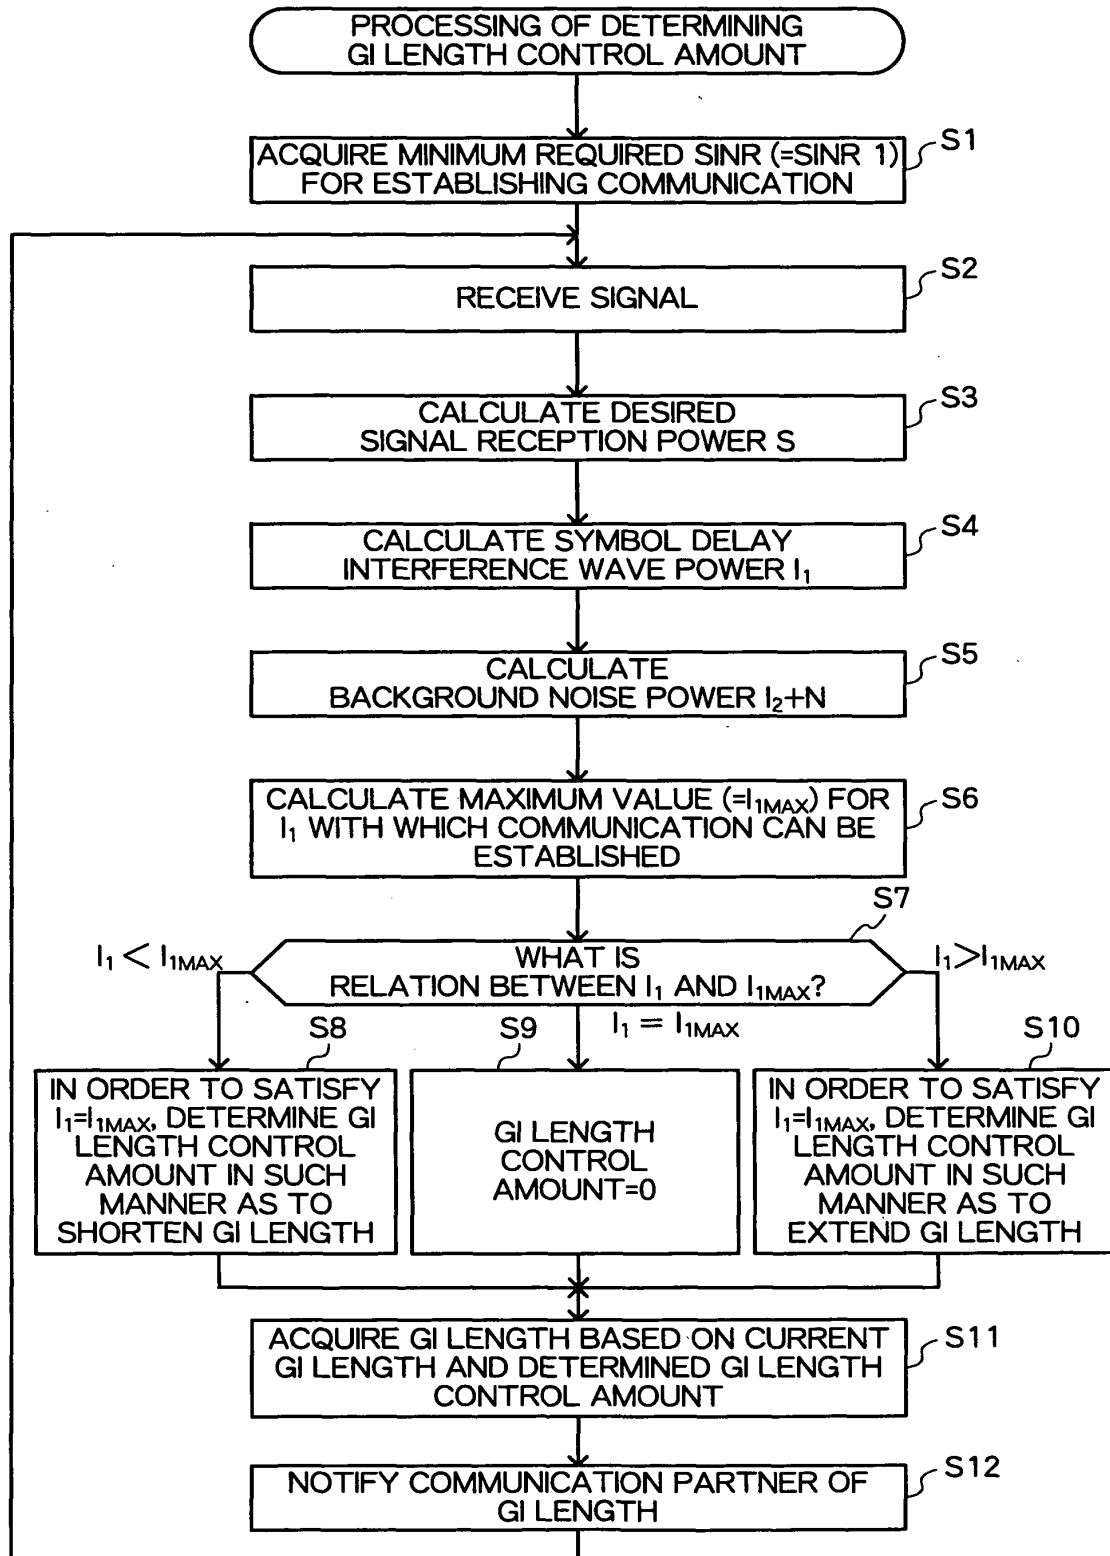 PROCESSING OF DETERMINING
GI LENGTH CONTROL AMOUNT
S1
ACQUIRE MINIMUM REQUIRED SINR (=SINR 1)
FOR ESTABLISHING COMMUNICATION
S2
RECEIVE SIGNAL
S3
CALCULATE DESIRED
SIGNAL RECEPTION POWER S
S4
CALCULATE SYMBOL DELAY
INTERFERENCE WAVE POWER I₁
S5
CALCULATE
BACKGROUND NOISE POWER I₂+N
S6
CALCULATE MAXIMUM VALUE (=I1MAX) FOR
I₁ WITH WHICH COMMUNICATION CAN BE
ESTABLISHED
S7
I₁ < I1MAX
WHAT IS
RELATION BETWEEN I₁ AND I1MAX?
I₁>I1MAX
I₁ = I1MAX
S8
IN ORDER TO SATISFY
I₁=I1MAX, DETERMINE GI
LENGTH CONTROL
AMOUNT IN SUCH
MANNER AS TO
SHORTEN GI LENGTH
S9
GI LENGTH
CONTROL
AMOUNT=0
S10
IN ORDER TO SATISFY
I₁=I1MAX, DETERMINE GI
LENGTH CONTROL
AMOUNT IN SUCH
MANNER AS TO
EXTEND GI LENGTH
S11
ACQUIRE GI LENGTH BASED ON CURRENT
GI LENGTH AND DETERMINED GI LENGTH
CONTROL AMOUNT
S12
NOTIFY COMMUNICATION PARTNER OF
GI LENGTH